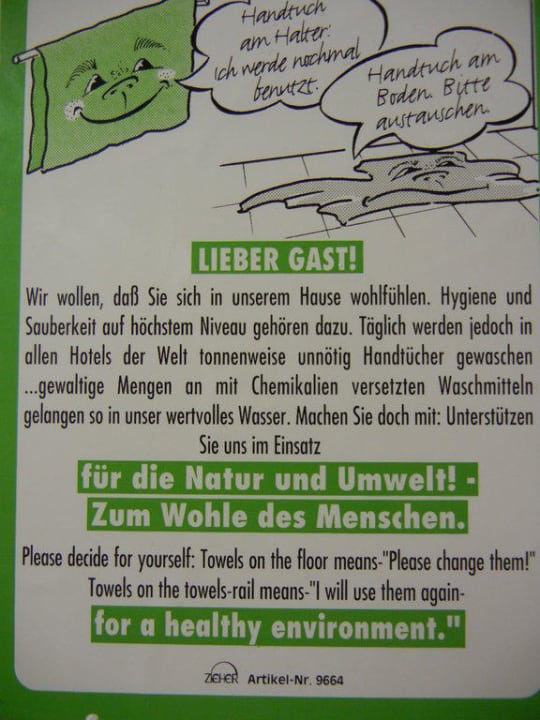 Handtuch
am Halter:
Ich werde nochmal
benutzt.
Handtuch am
Boden. Bitte
austauschen.
LIEBER GAST!
Wir wollen, daß Sie sich in unserem Hause wohlfühlen. Hygiene und
Sauberkeit auf höchstem Niveau gehören dazu. Täglich werden jedoch in
allen Hotels der Welt tonnenweise unnötig Handtücher gewaschen
...gewaltige Mengen an mit Chemikalien versetzten Waschmitteln
gelangen so in unser wertvolles Wasser. Machen Sie doch mit: Unterstützen
Sie uns im Einsatz
für die Natur und Umwelt! -
Zum Wohle des Menschen.
Please decide for yourself: Towels on the floor means-"Please change them!"
Towels on the towels-rail means-"I will use them again-
for a healthy environment."
ZIEHER Artikel-Nr. 9664